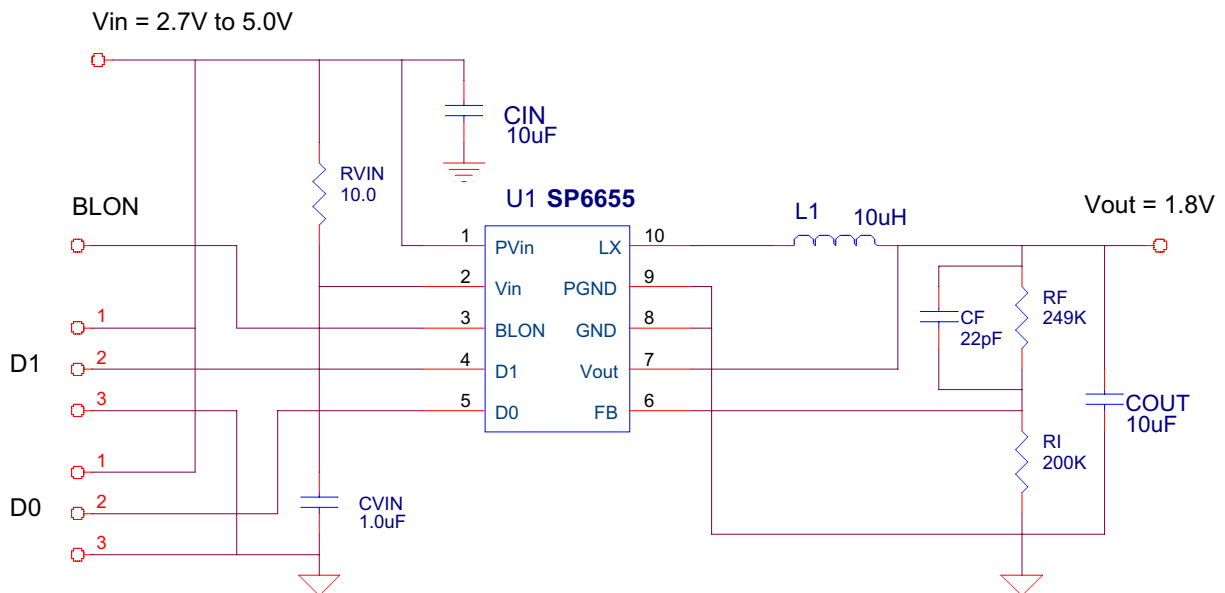 Vin = 2.7V to 5.0V
CIN
10uF
RVIN
10.0
U1 SP6655
BLON
L1 10uH
Vout = 1.8V
1 PVin LX 10
2 Vin PGND 9
3 BLON GND 8
4 D1 Vout 7
5 D0 FB 6
CF
22pF
RF
249K
D1
1
2
3
COUT
10uF
RI
200K
D0
1
2
3
CVIN
1.0uF